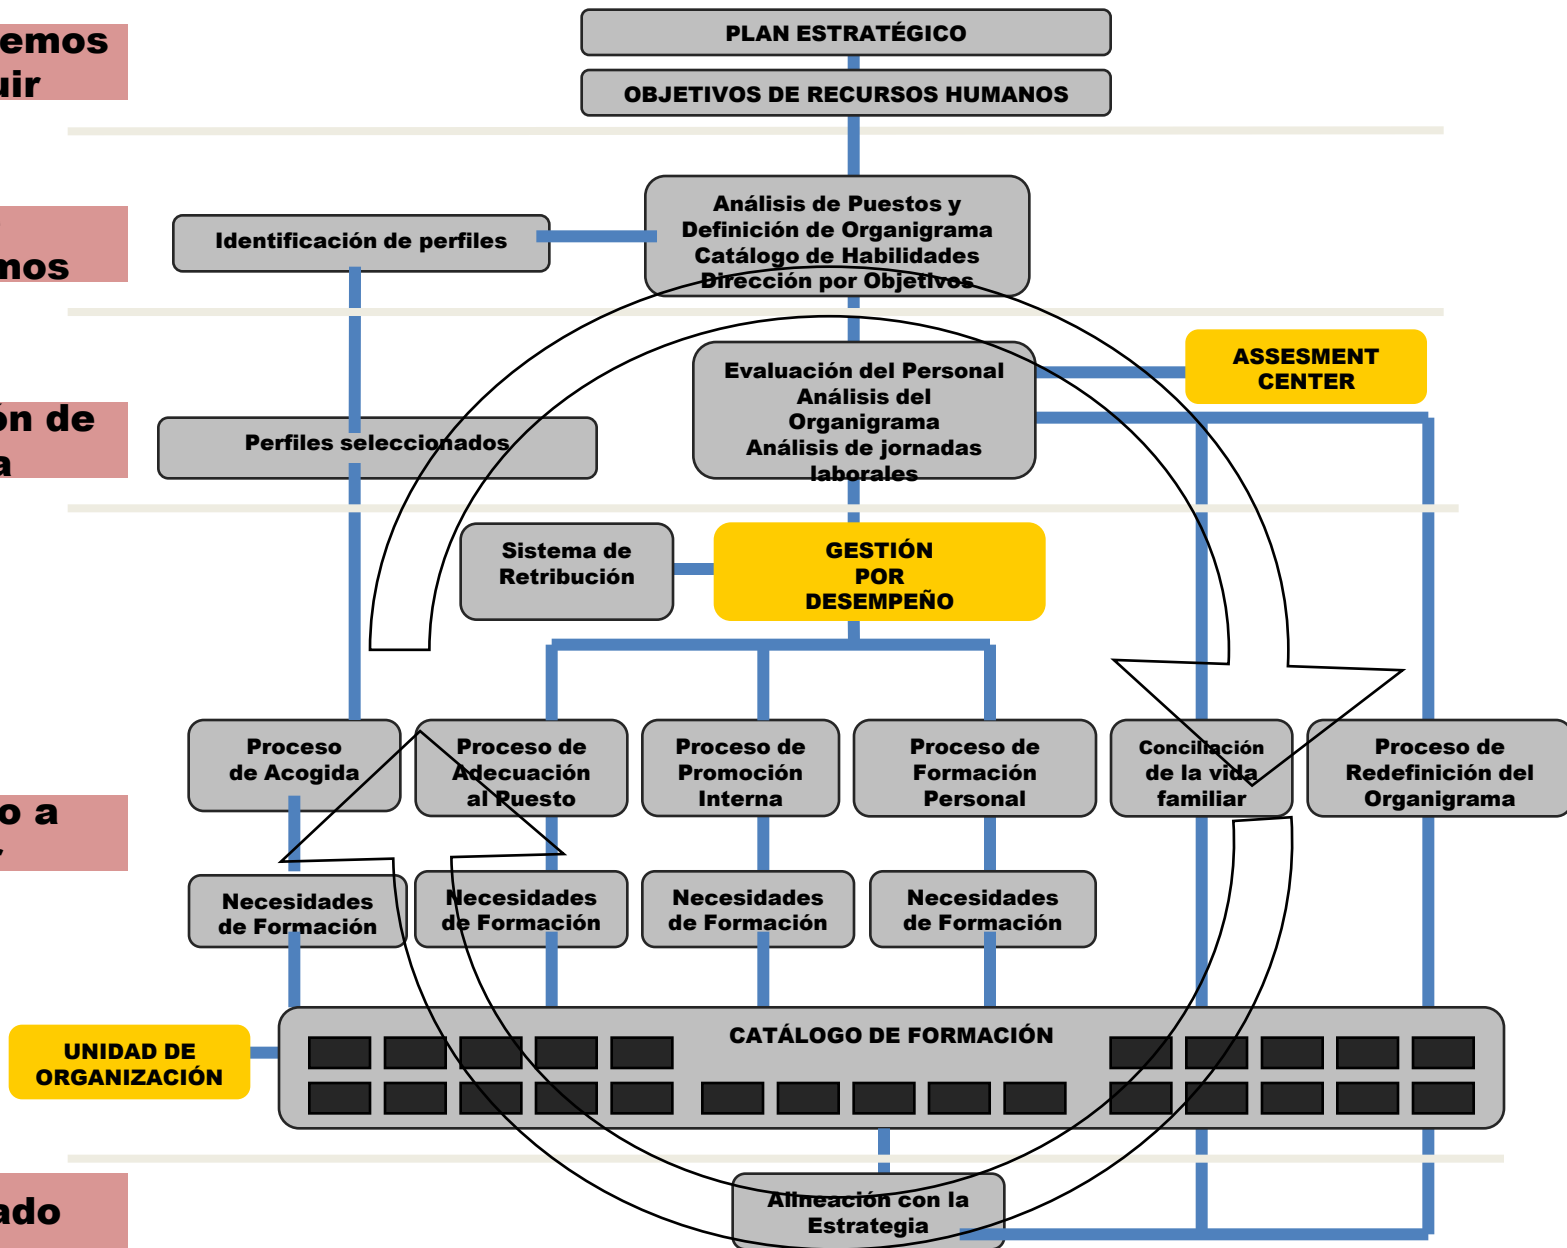 PLAN ESTRATÉGICO
OBJETIVOS DE RECURSOS HUMANOS
Análisis de Puestos y
Definición de Organigrama
Catálogo de Habilidades
Dirección por Objetivos
Identificación de perfiles
Evaluación del Personal
Análisis del
Organigrama
Análisis de jornadas
laborales
ASSESMENT
CENTER
ón de
a
Perfiles seleccionados
Sistema de
Retribución
GESTIÓN
POR
DESEMPEÑO
Proceso
de Acogida
Proceso de
Adecuación
al Puesto
Proceso de
Promoción
Interna
Proceso de
Formación
Personal
Conciliación
de la vida
familiar
Proceso de
Redefinición del
Organigrama
o a
Necesidades
de Formación
Necesidades
de Formación
Necesidades
de Formación
Necesidades
de Formación
UNIDAD DE
ORGANIZACIÓN
CATÁLOGO DE FORMACIÓN
Alineación con la
Estrategia